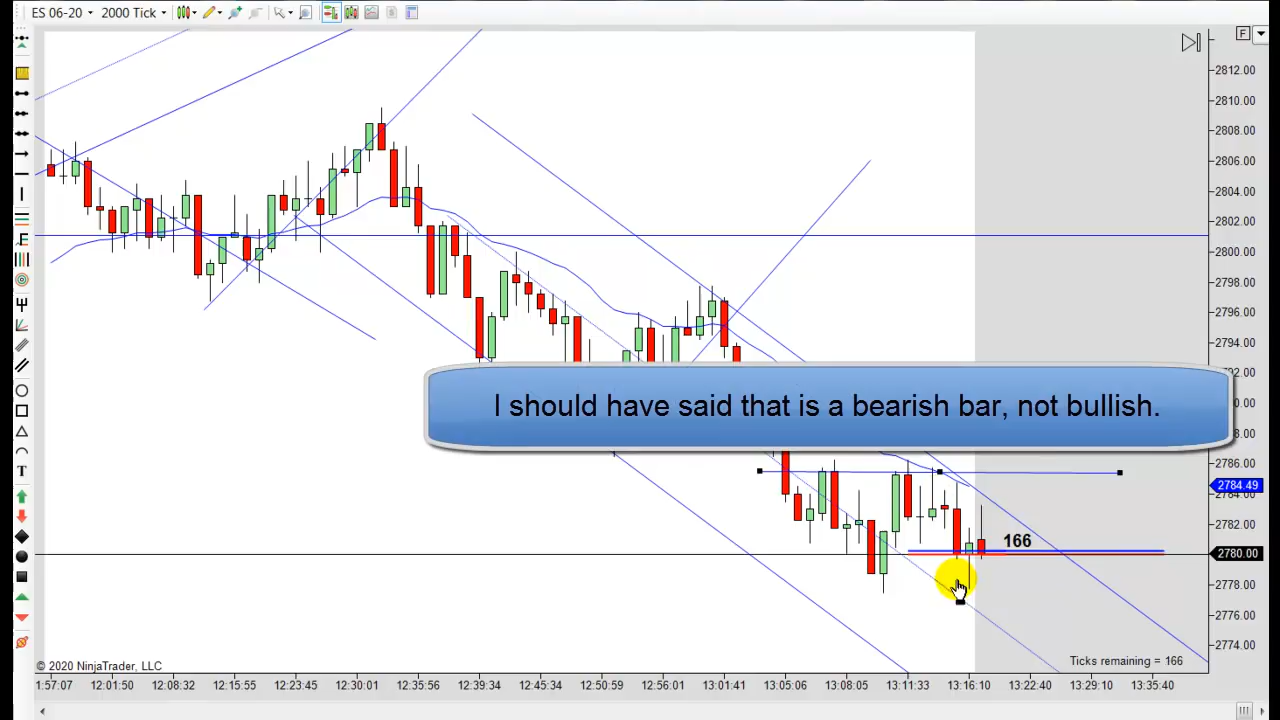 ES 06-20
2000 Tick
F
2812.00
2810.00
2808.00
2806.00
2804.00
2802.00
2800.00
2798.00
2796.00
2794.00
2792.00
I should have said that is a bearish bar, not bullish.
2786.00
2784.49
2784.00
2782.00
166
2780.00
2778.00
2776.00
2774.00
© 2020 NinjaTrader, LLC
Ticks remaining = 166
1:57:07 12:01:50 12:08:32 12:15:55 12:23:45 12:30:01 12:35:56 12:39:34 12:45:34 12:50:59 12:56:01 13:01:41 13:05:06 13:08:05 13:11:33 13:16:10 13:22:40 13:29:10 13:35:40